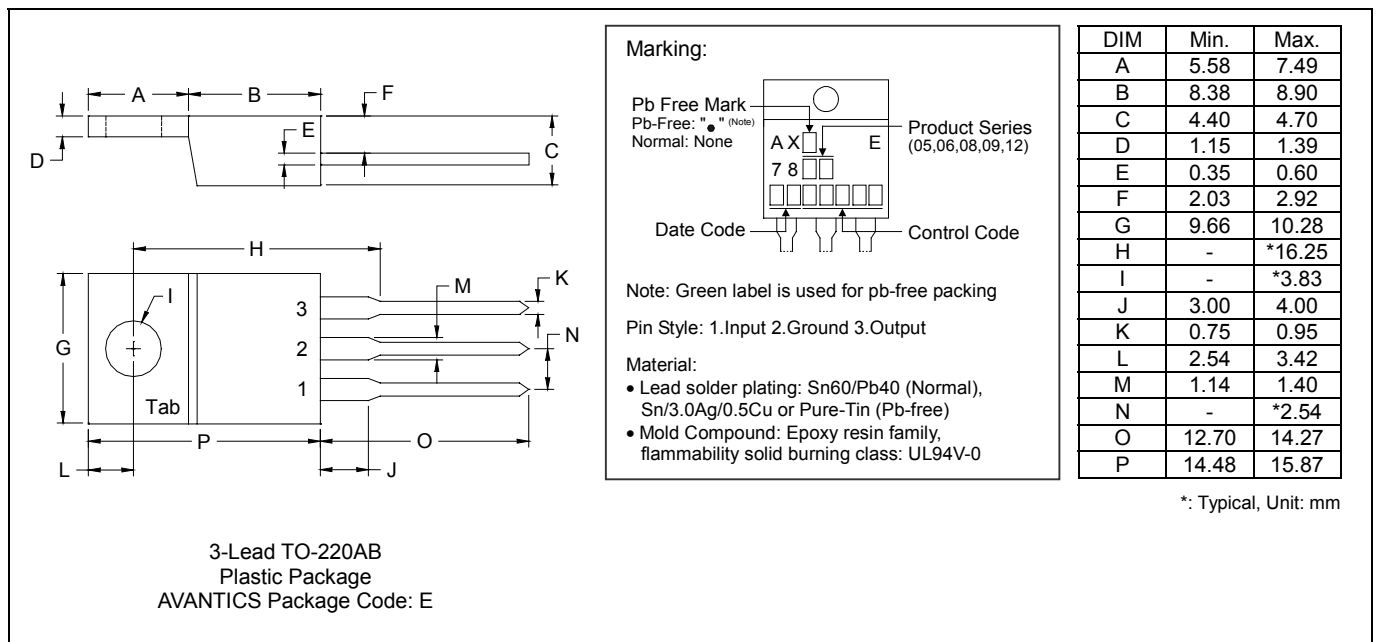 A
B
F
E
D
C
H
I
K
M
3
N
G
2
1
Tab
P
O
L
J
3-Lead TO-220AB
Plastic Package
AVANTICS Package Code: E
Marking:
Pb Free Mark
Pb-Free: "●" (Note)
Normal: None
Product Series
(05,06,08,09,12)
A X E
7 8
Date Code
Control Code
Note: Green label is used for pb-free packing
Pin Style: 1.Input 2.Ground 3.Output
Material:
• Lead solder plating: Sn60/Pb40 (Normal),
Sn/3.0Ag/0.5Cu or Pure-Tin (Pb-free)
• Mold Compound: Epoxy resin family,
flammability solid burning class: UL94V-0
DIM Min. Max.
A 5.58 7.49
B 8.38 8.90
C 4.40 4.70
D 1.15 1.39
E 0.35 0.60
F 2.03 2.92
G 9.66 10.28
H - *16.25
I - *3.83
J 3.00 4.00
K 0.75 0.95
L 2.54 3.42
M 1.14 1.40
N - *2.54
O 12.70 14.27
P 14.48 15.87
*: Typical, Unit: mm